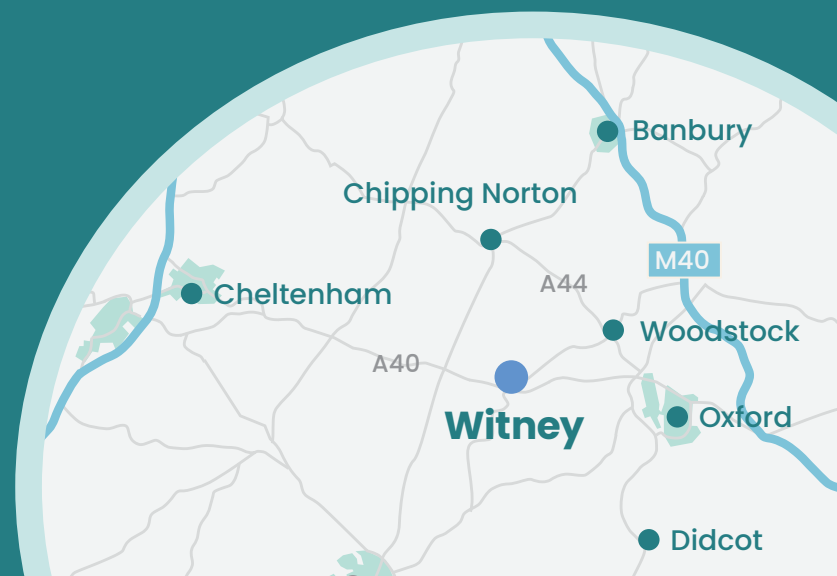 Banbury
Chipping Norton
M40
A44
Cheltenham
Woodstock
A40
Witney
Oxford
Didcot